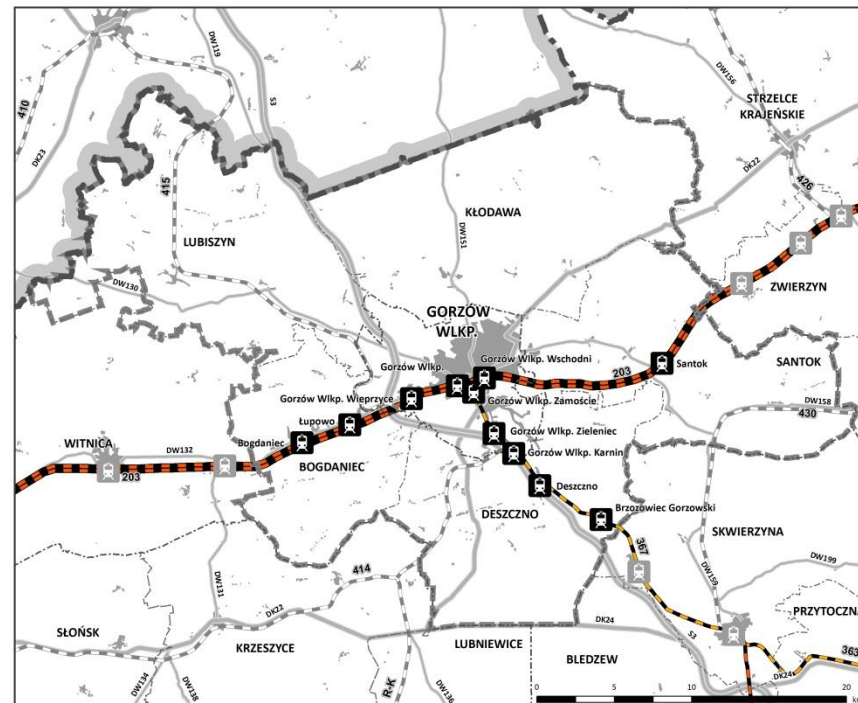 DW119
S3
DW156
STRZELCE
KRAJEŃSKIE
410
DK23
415
DK22
426
KŁODAWA
LUBISZYN
DW151
DW130
ZWIERZYN
GORZÓW
WLKP.
Gorzów Wlkp. Wschodni
Gorzów Wlkp.
Santok
SANTOK
203
Gorzów Wlkp. Wieprzyce
Gorzów Wlkp. Zamoście
DW158
430
Łupowo
Gorzów Wlkp. Zieleniec
WITNICA
DW132
Bogdaniec
Gorzów Wlkp. Karnin
203
BOGDANIEC
Deszczno
DESZCZNO
Brzozowiec Gorzowski
SKWIERZYNA
367
DW159
DW199
414
DW131
PRZYTOCZNA
DK22
SŁOŃSK
KRZESZYCE
LUBNIEWICE
DK24
BLEDZEW
S3
363
DK24
DW134
DW138
R-K
DW136
0 5 10 20